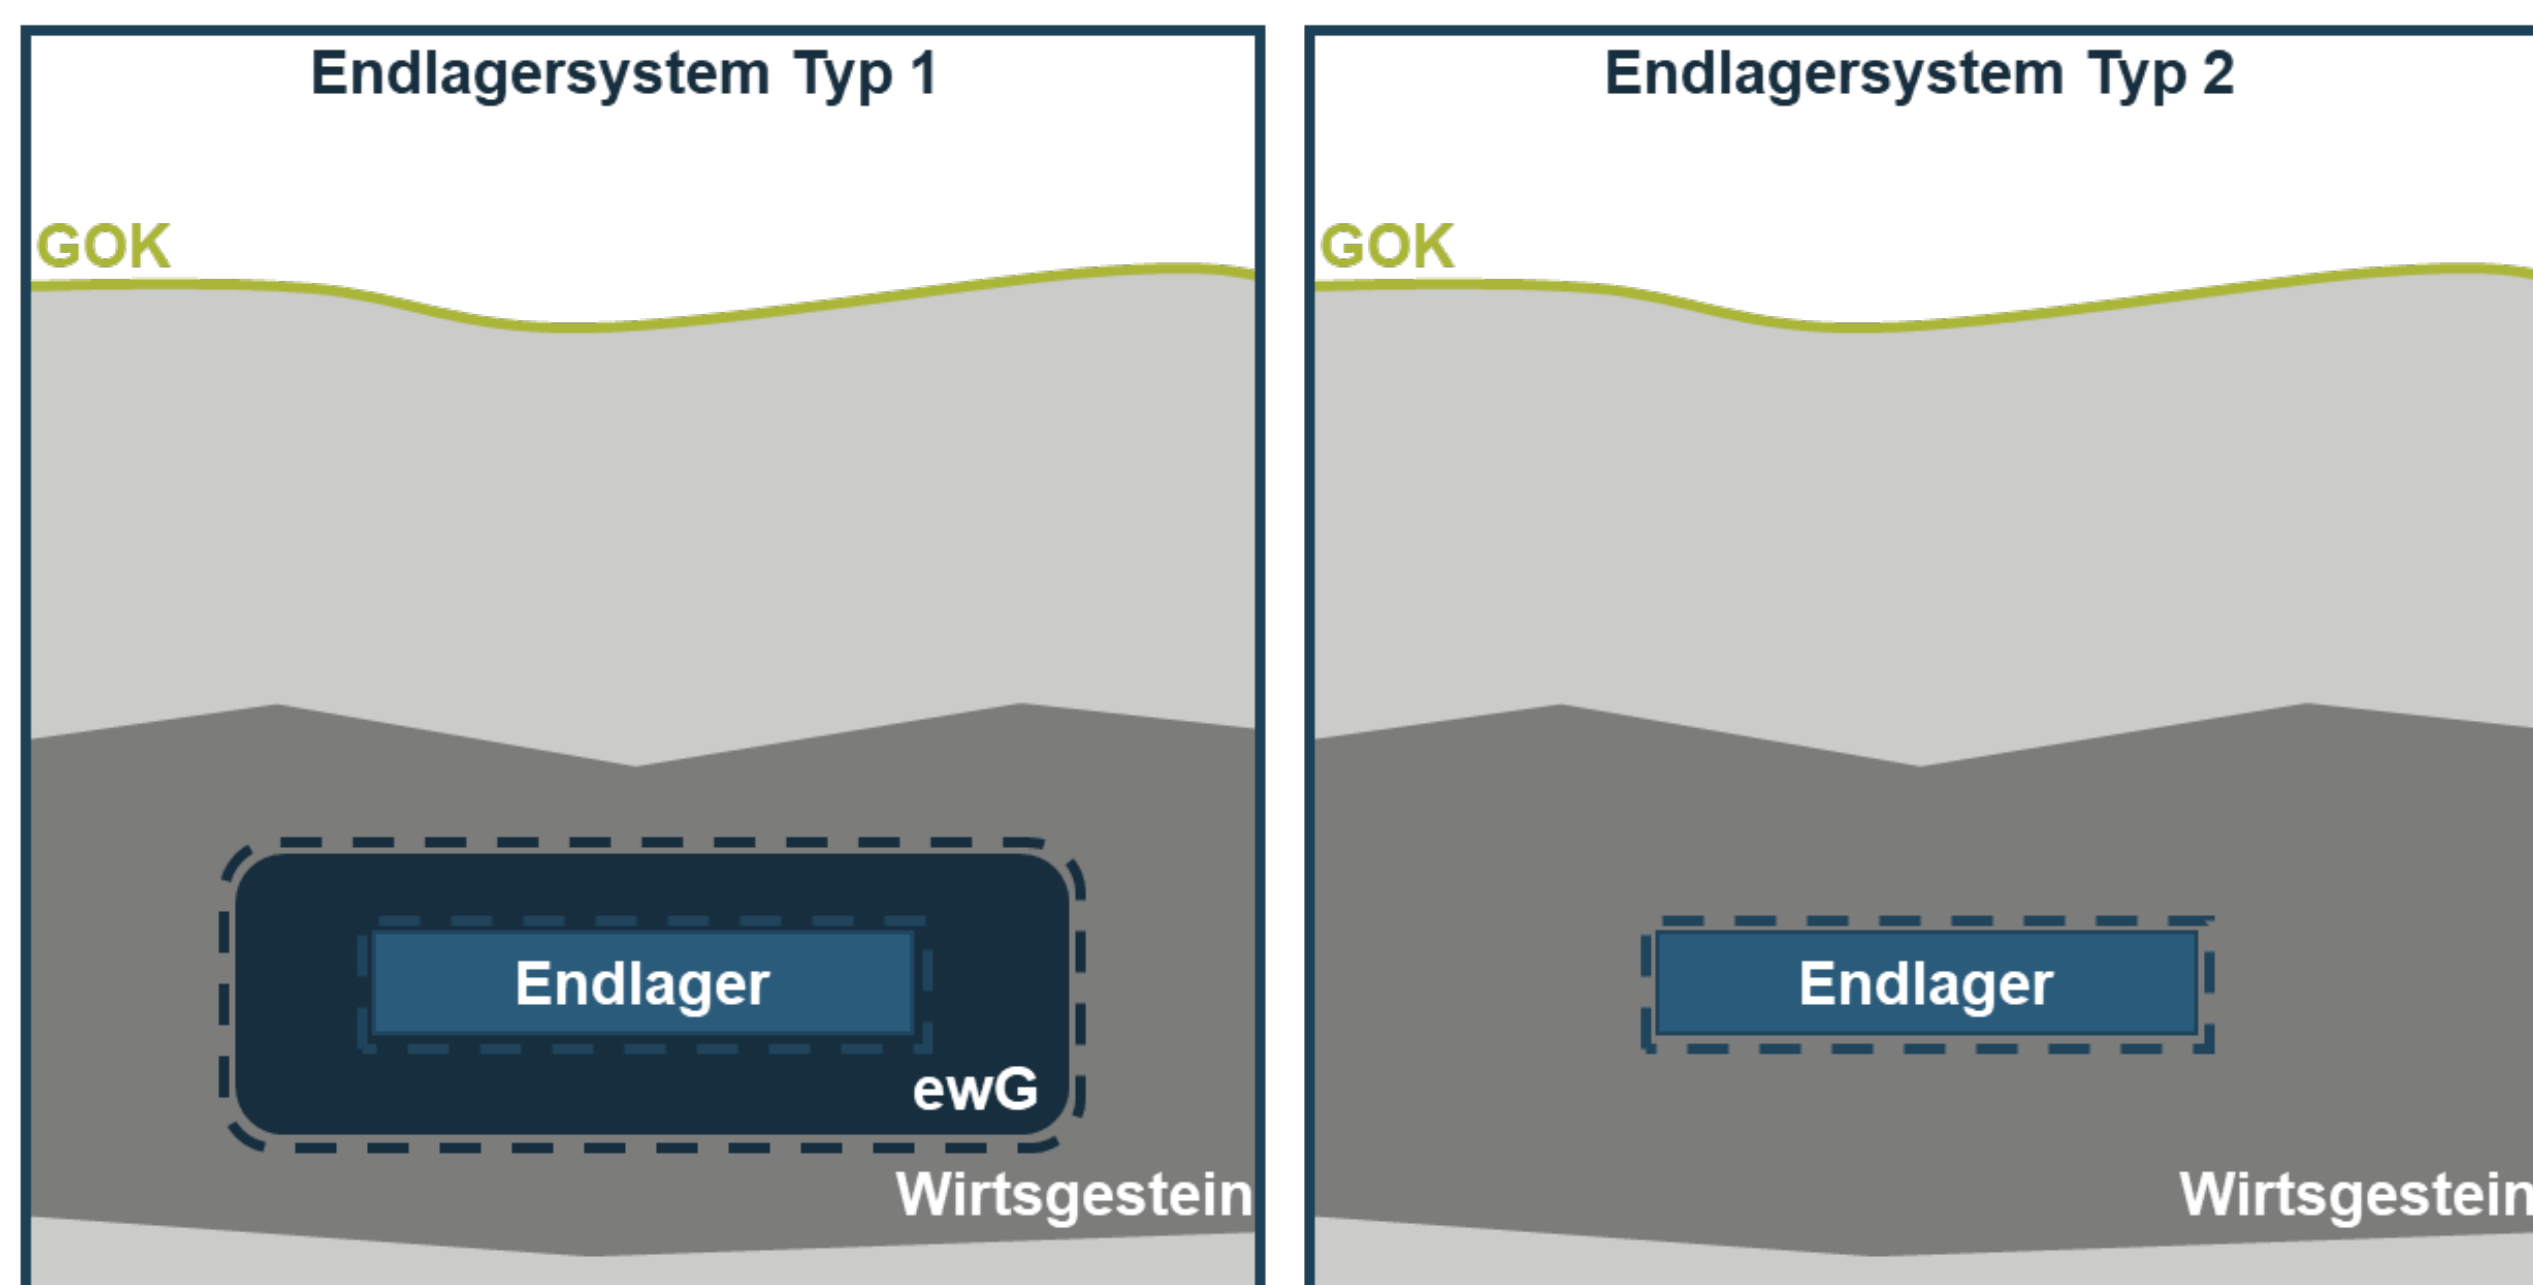 Endlagersystem Typ 1
GOK
Endlager
ewG
Wirtsgestein
Endlagersystem Typ 2
GOK
Endlager
Wirtsgestein